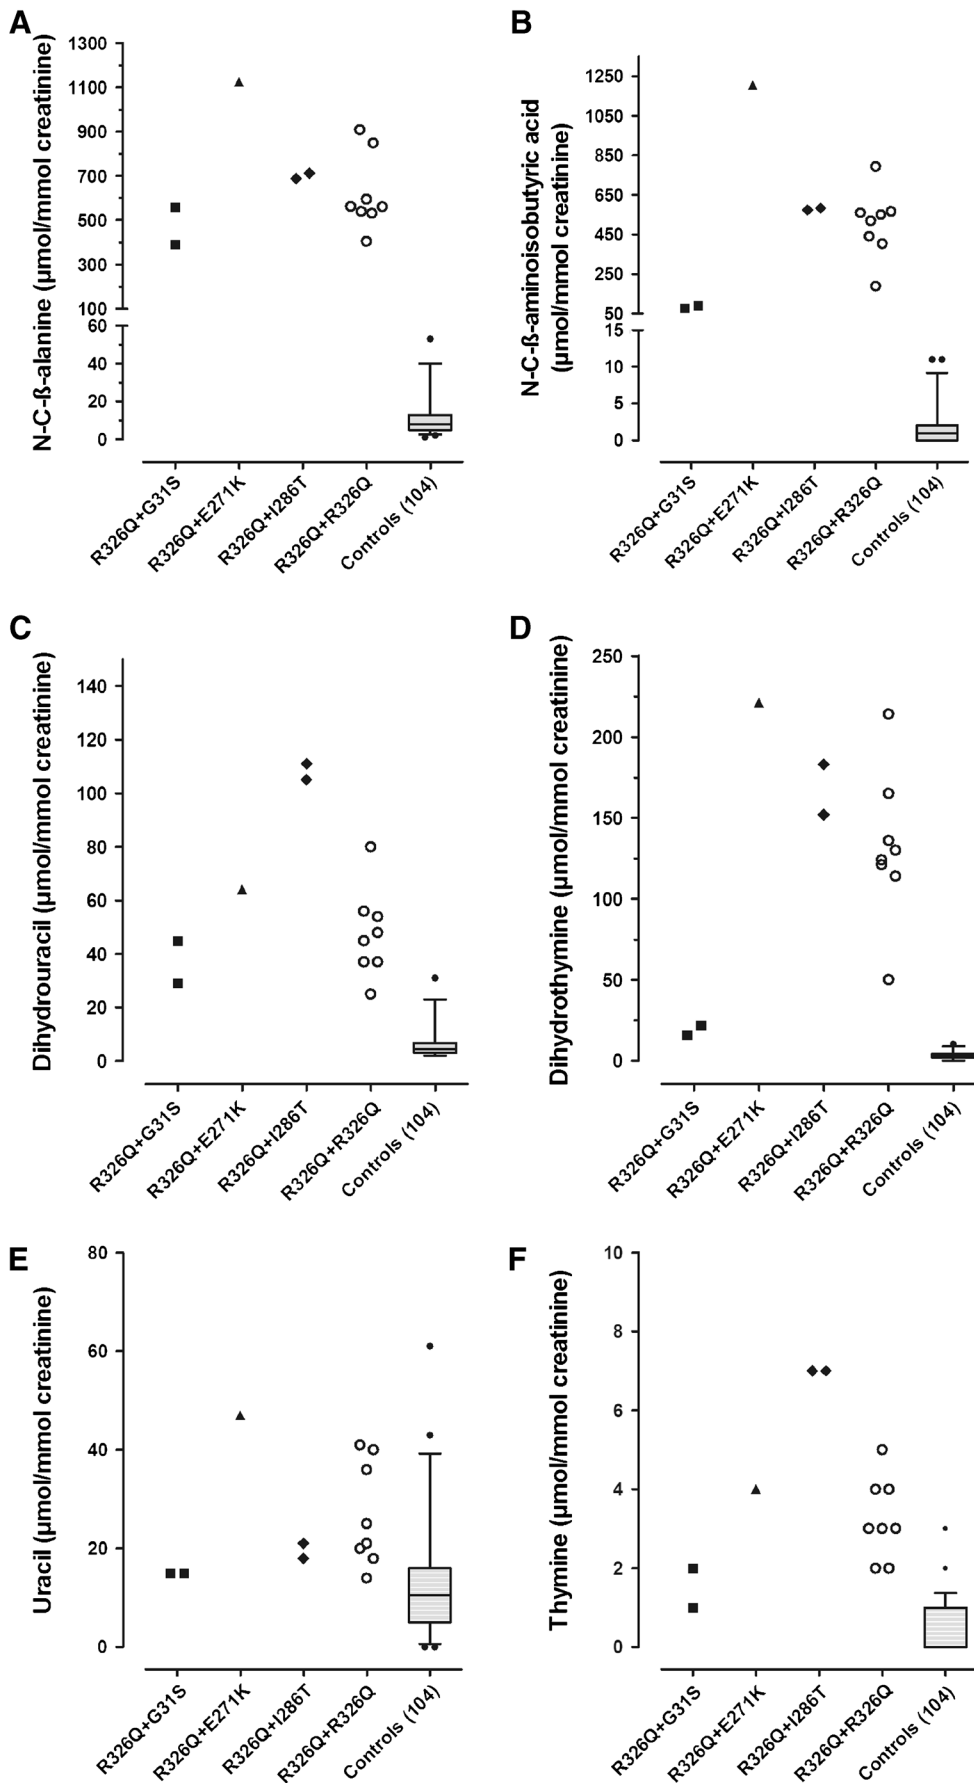 A
N-C-ß-alanine (µmol/mmol creatinine)
1300
1100
900
700
500
300
100
60
40
20
0
R326Q+G31S
R326Q+E271K
R326Q+I286T
R326Q+R326Q
Controls (104)
B
N-C-ß-aminoisobutyric acid
(µmol/mmol creatinine)
1250
1050
850
650
450
250
50
15
10
5
0
R326Q+G31S
R326Q+E271K
R326Q+I286T
R326Q+R326Q
Controls (104)
C
Dihydrouracil (µmol/mmol creatinine)
140
120
100
80
60
40
20
0
R326Q+G31S
R326Q+E271K
R326Q+I286T
R326Q+R326Q
Controls (104)
D
Dihydrothymine (µmol/mmol creatinine)
250
200
150
100
50
0
R326Q+G31S
R326Q+E271K
R326Q+I286T
R326Q+R326Q
Controls (104)
E
Uracil (µmol/mmol creatinine)
80
60
40
20
0
R326Q+G31S
R326Q+E271K
R326Q+I286T
R326Q+R326Q
Controls (104)
F
Thymine (µmol/mmol creatinine)
10
8
6
4
2
0
R326Q+G31S
R326Q+E271K
R326Q+I286T
R326Q+R326Q
Controls (104)